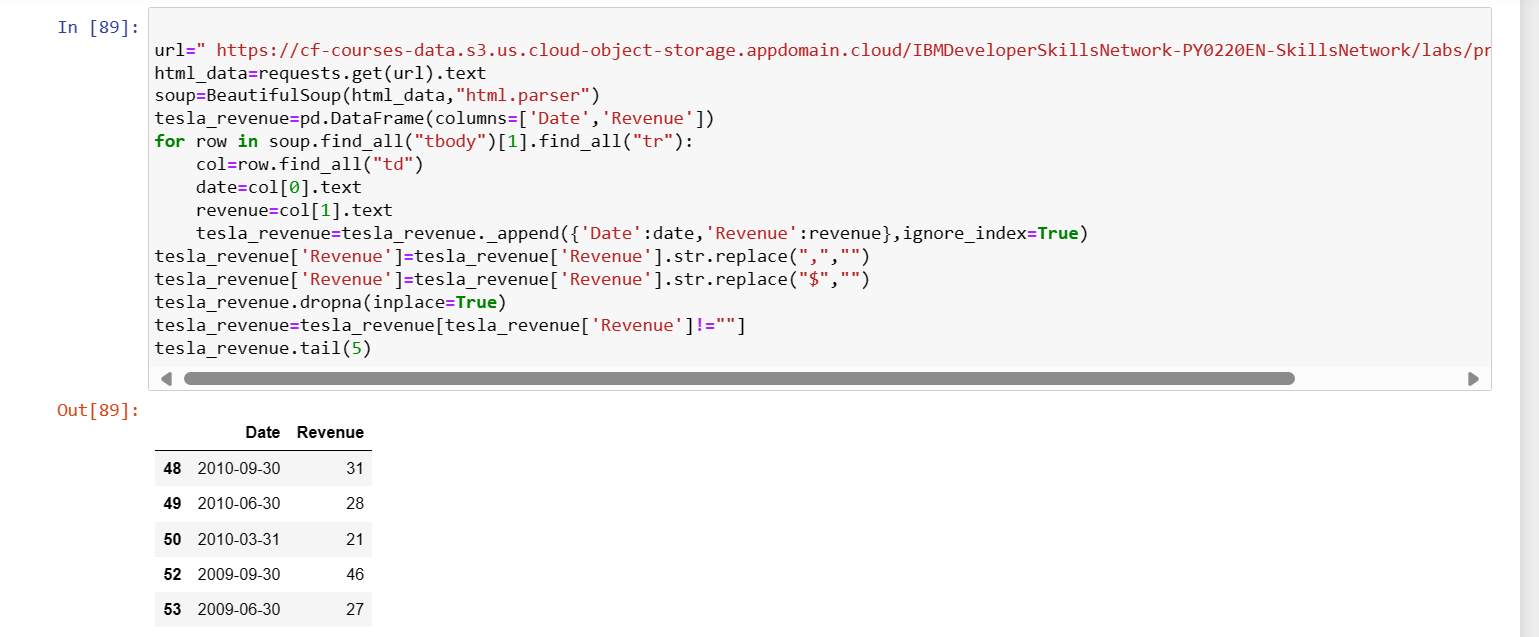 In [89]:
url=" https://cf-courses-data.s3.us.cloud-object-storage.appdomain.cloud/IBMDeveloperSkillsNetwork-PY0220EN-SkillsNetwork/labs/pr
html_data=requests.get(url).text
soup=BeautifulSoup(html_data,"html.parser")
tesla_revenue=pd.DataFrame(columns=['Date','Revenue'])
for row in soup.find_all("tbody")[1].find_all("tr"):
    col=row.find_all("td")
    date=col[0].text
    revenue=col[1].text
    tesla_revenue=tesla_revenue._append({'Date':date,'Revenue':revenue},ignore_index=True)
tesla_revenue['Revenue']=tesla_revenue['Revenue'].str.replace(",","")
tesla_revenue['Revenue']=tesla_revenue['Revenue'].str.replace("$","")
tesla_revenue.dropna(inplace=True)
tesla_revenue=tesla_revenue[tesla_revenue['Revenue']!=""]
tesla_revenue.tail(5)
Out[89]:
Date Revenue
48 2010-09-30 31
49 2010-06-30 28
50 2010-03-31 21
52 2009-09-30 46
53 2009-06-30 27